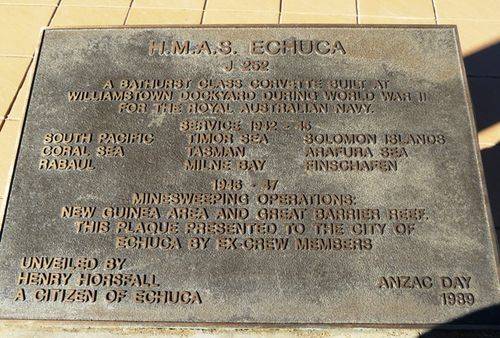 H.M.A.S. ECHUCA
J 252
A BATHURST CLASS CORVETTE BUILT AT
WILLIAMSTOWN DOCKYARD DURING WORLD WAR II
FOR THE ROYAL AUSTRALIAN NAVY.
SERVICE 1942 - 46
SOUTH PACIFIC TIMOR SEA SOLOMON ISLANDS
CORAL SEA TASMAN ARAFURA SEA
RABAUL MILNE BAY FINSCHAFEN
1946 - 47
MINESWEEPING OPERATIONS:
NEW GUINEA AREA AND GREAT BARRIER REEF.
THIS PLAQUE PRESENTED TO THE CITY OF
ECHUCA BY EX-CREW MEMBERS
UNVEILED BY
HENRY HORSFALL ANZAC DAY
A CITIZEN OF ECHUCA 1989